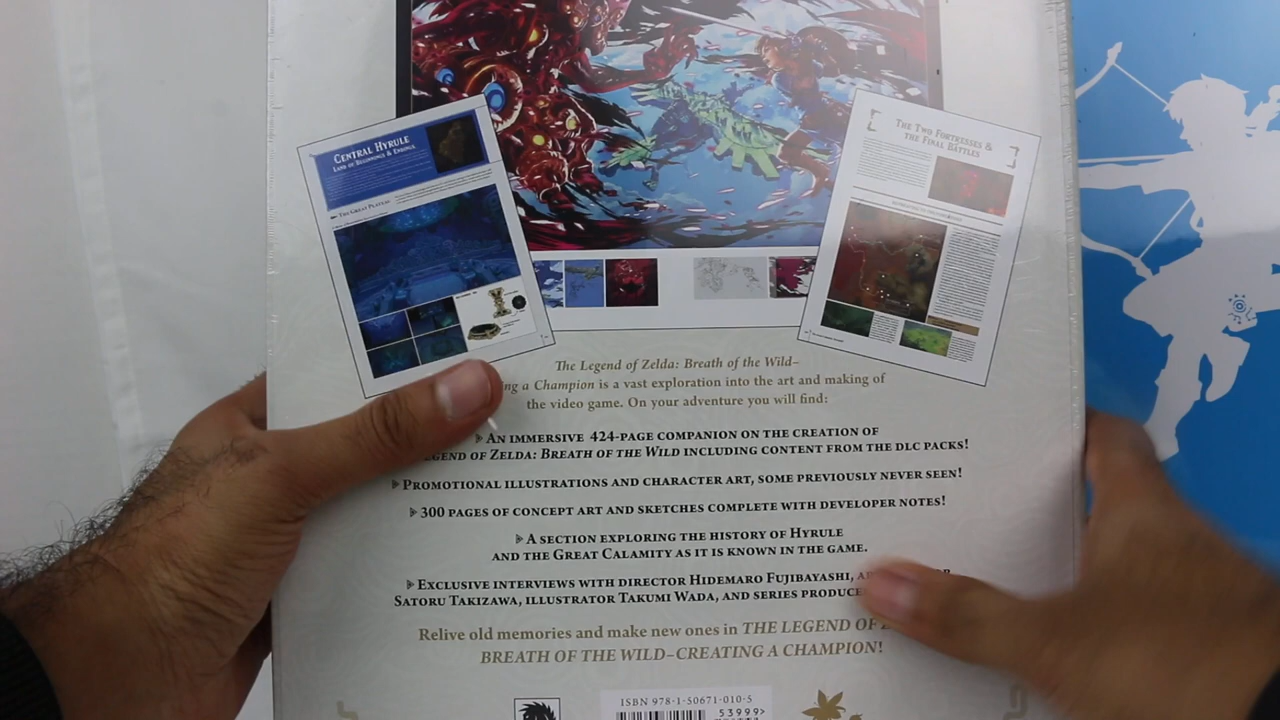 CENTRAL HYRULE
LAND OF BEGINNINGS & ENDINGS
THE GREAT PLATEAU
THE TWO FORTRESSES &
THE FINAL BATTLES
The Legend of Zelda: Breath of the Wild–
a Champion is a vast exploration into the art and making of
the video game. On your adventure you will find:
AN IMMERSIVE 424-PAGE COMPANION ON THE CREATION OF
OF ZELDA: BREATH OF THE WILD INCLUDING CONTENT FROM THE DLC PACKS!
PROMOTIONAL ILLUSTRATIONS AND CHARACTER ART, SOME PREVIOUSLY NEVER SEEN!
300 PAGES OF CONCEPT ART AND SKETCHES COMPLETE WITH DEVELOPER NOTES!
A SECTION EXPLORING THE HISTORY OF HYRULE
AND THE GREAT CALAMITY AS IT IS KNOWN IN THE GAME.
EXCLUSIVE INTERVIEWS WITH DIRECTOR HIDEMARO FUJIBAYASHI,
SATORU TAKIZAWA, ILLUSTRATOR TAKUMI WADA, AND SERIES
Relive old memories and make new ones in THE LEGEND OF
BREATH OF THE WILD–CREATING A CHAMPION!
ISBN 978-1-50671-010-5
53999>